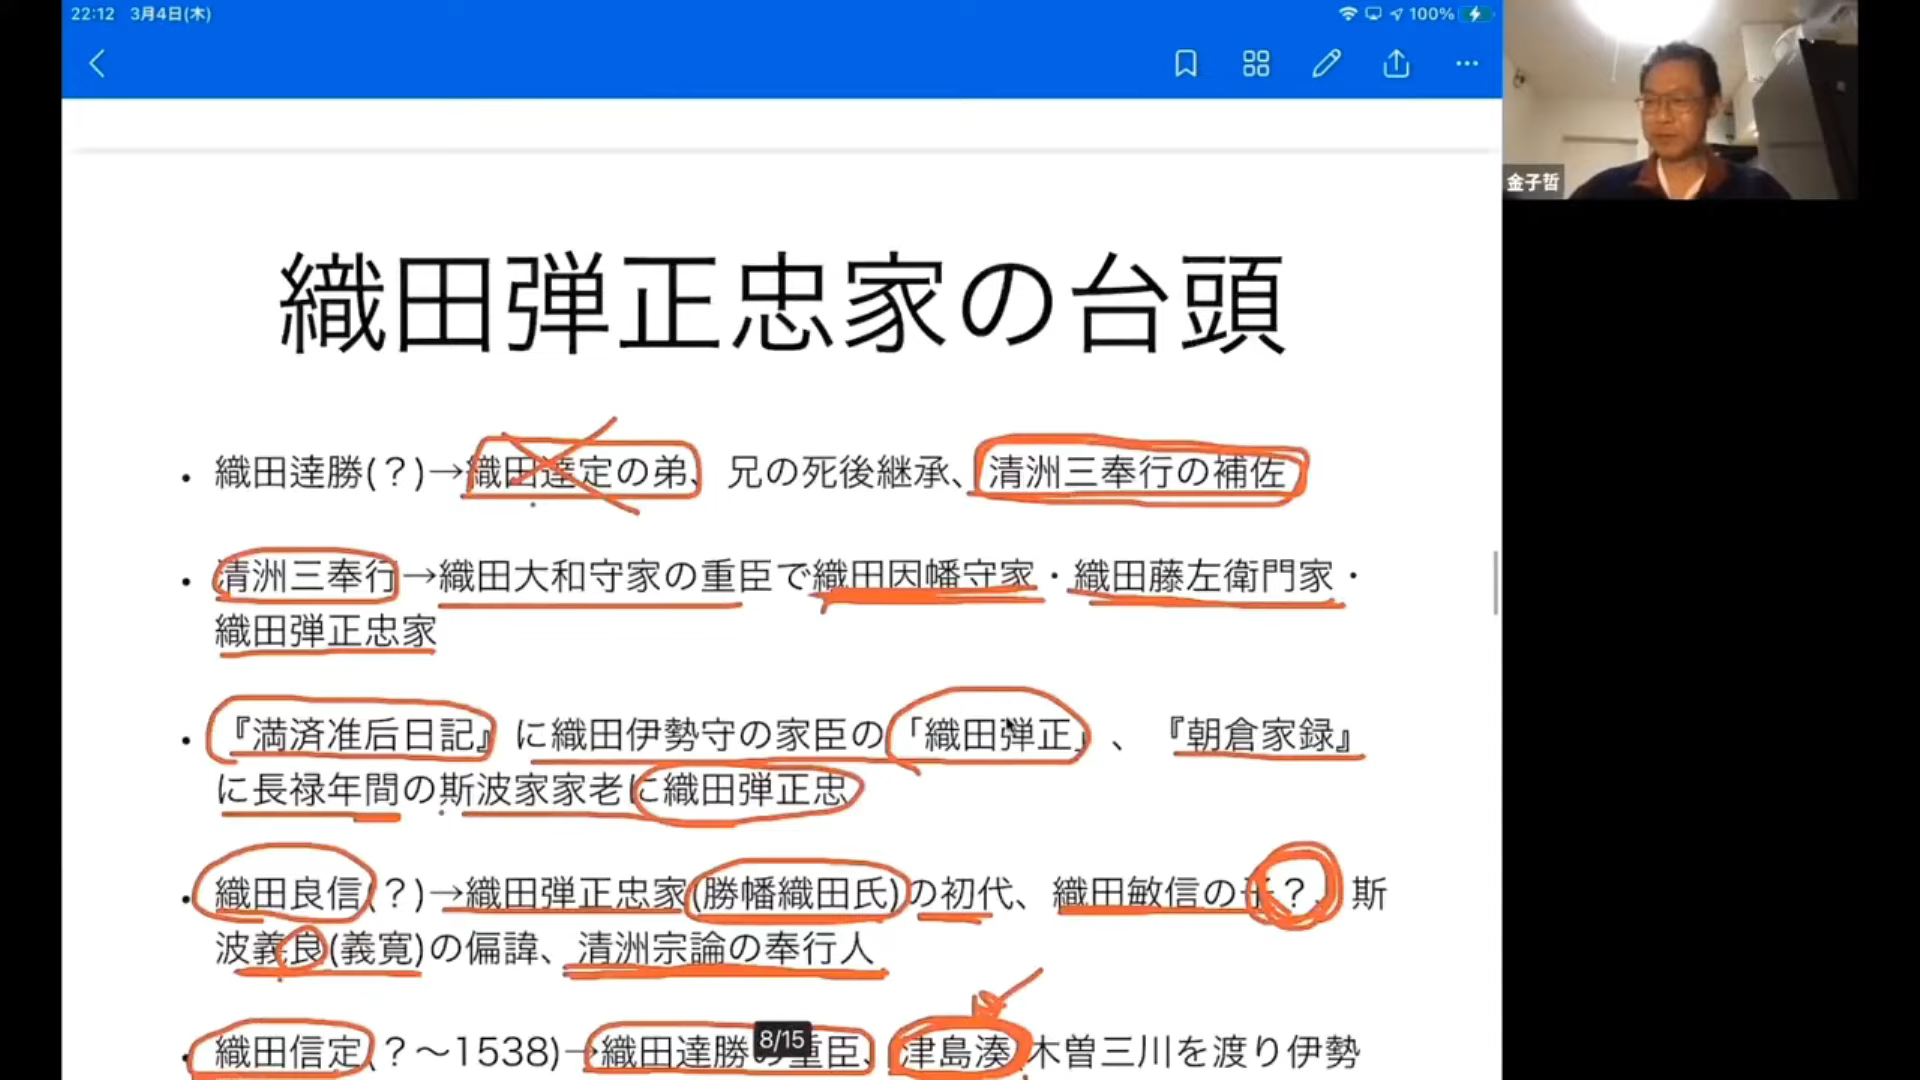 22:12 3月4日(木)
100%
金子哲
織田弾正忠家の台頭
• 織田達勝(?)→織田達定の弟、兄の死後継承、清洲三奉行の補佐
• 清洲三奉行→織田大和守家の重臣で織田因幡守家・織田藤左衛門家・
織田弾正忠家
• 『満済准后日記』に織田伊勢守の家臣の「織田弾正」、『朝倉家録』
に長禄年間の斯波家家老に織田弾正忠
• 織田良信(?)→織田弾正忠家(勝幡織田氏)の初代、織田敏信の子?、斯
波義良(義寛)の偏諱、清洲宗論の奉行人
• 織田信定(?〜1538)→織田達勝の重臣、津島湊 木曽三川を渡り伊勢
8/15